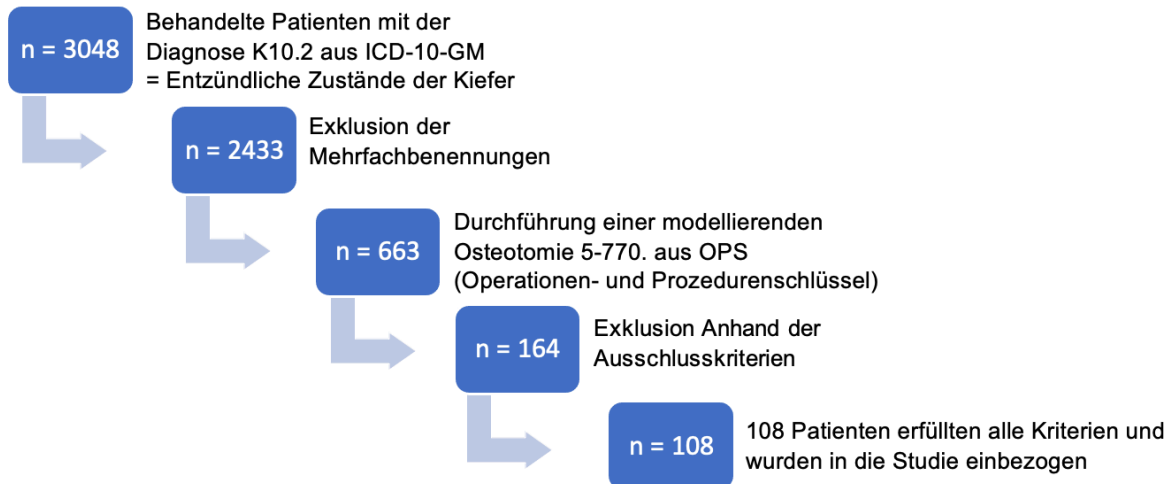 n = 3048
Behandelte Patienten mit der
Diagnose K10.2 aus ICD-10-GM
= Entzündliche Zustände der Kiefer
n = 2433
Exklusion der
Mehrfachbenennungen
n = 663
Durchführung einer modellierenden
Osteotomie 5-770. aus OPS
(Operationen- und Prozedurenschlüssel)
n = 164
Exklusion Anhand der
Ausschlusskriterien
n = 108
108 Patienten erfüllten alle Kriterien und
wurden in die Studie einbezogen